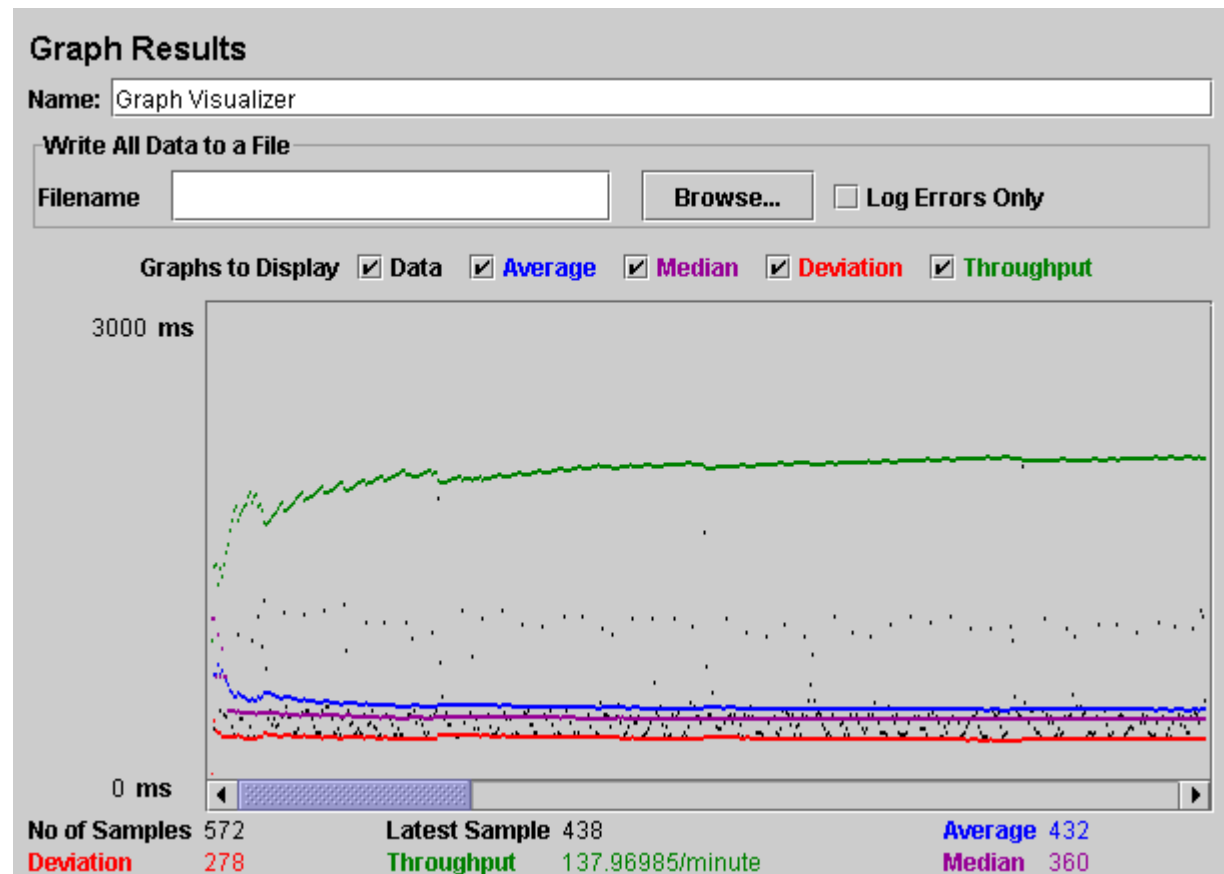 Graph Results
Name: Graph Visualizer
Write All Data to a File
Filename Browse... Log Errors Only
Graphs to Display Data Average Median Deviation Throughput
3000 ms
0 ms
No of Samples 572 Latest Sample 438 Average 432
Deviation 278 Throughput 137.96985/minute Median 360